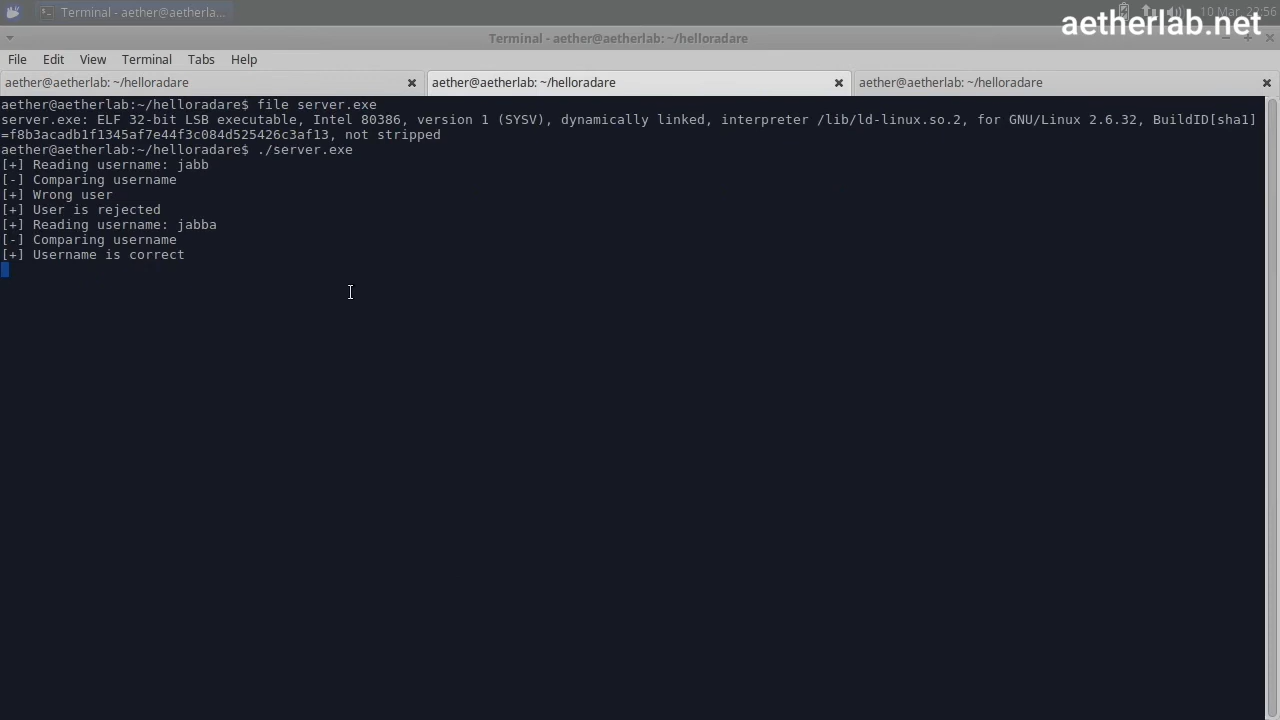 Terminal - aether@aetherla...
10 Mar, 22:56
aetherlab.net
Terminal - aether@aetherlab: ~/helloradare
File Edit View Terminal Tabs Help
aether@aetherlab: ~/helloradare aether@aetherlab: ~/helloradare aether@aetherlab: ~/helloradare
aether@aetherlab:~/helloradare$ file server.exe
server.exe: ELF 32-bit LSB executable, Intel 80386, version 1 (SYSV), dynamically linked, interpreter /lib/ld-linux.so.2, for GNU/Linux 2.6.32, BuildID[sha1]
=f8b3acadb1f1345af7e44f3c084d525426c3af13, not stripped
aether@aetherlab:~/helloradare$ ./server.exe
[+] Reading username: jabb
[-] Comparing username
[+] Wrong user
[+] User is rejected
[+] Reading username: jabba
[-] Comparing username
[+] Username is correct